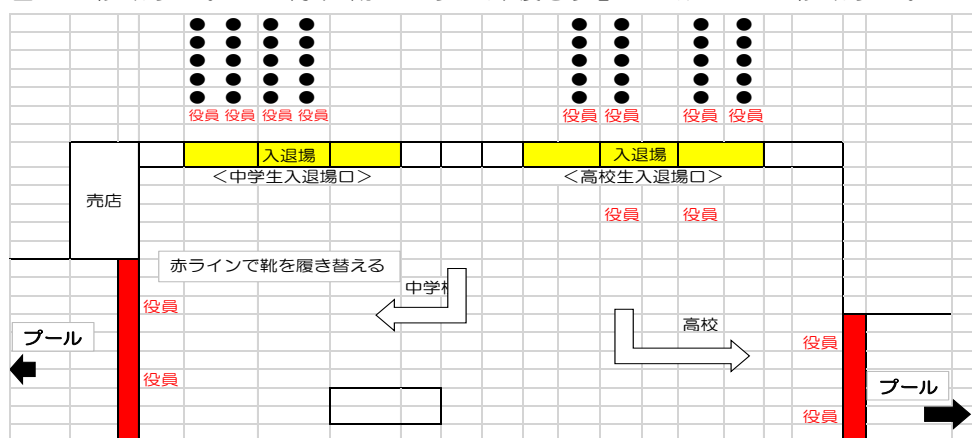 役員 役員 役員 役員 役員 役員 役員 役員
入退場 入退場
<中学生入退場口> <高校生入退場口>
売店
役員 役員
赤ラインで靴を履き替える
中学
役員
高校
プール
役員
役員
プール
役員